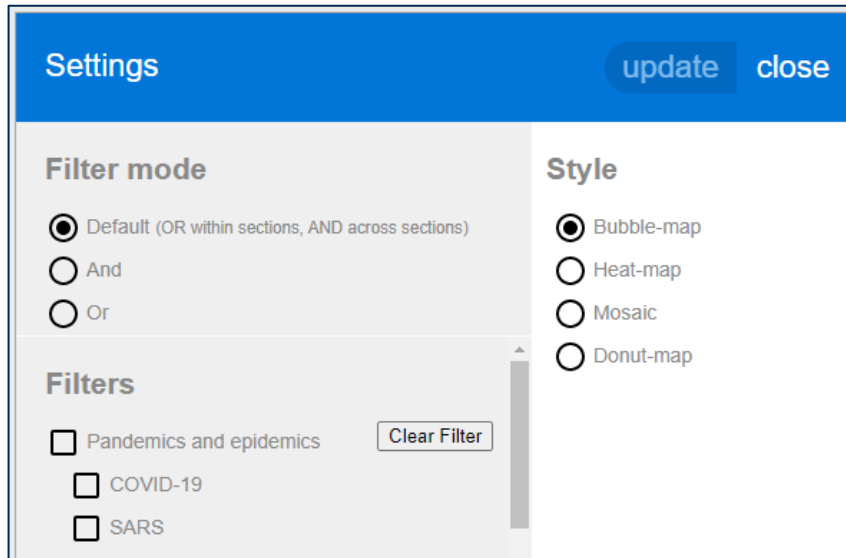 Settings
update close
Filter mode
Default (OR within sections, AND across sections)
And
Or
Filters
Pandemics and epidemics
Clear Filter
COVID-19
SARS
Style
Bubble-map
Heat-map
Mosaic
Donut-map